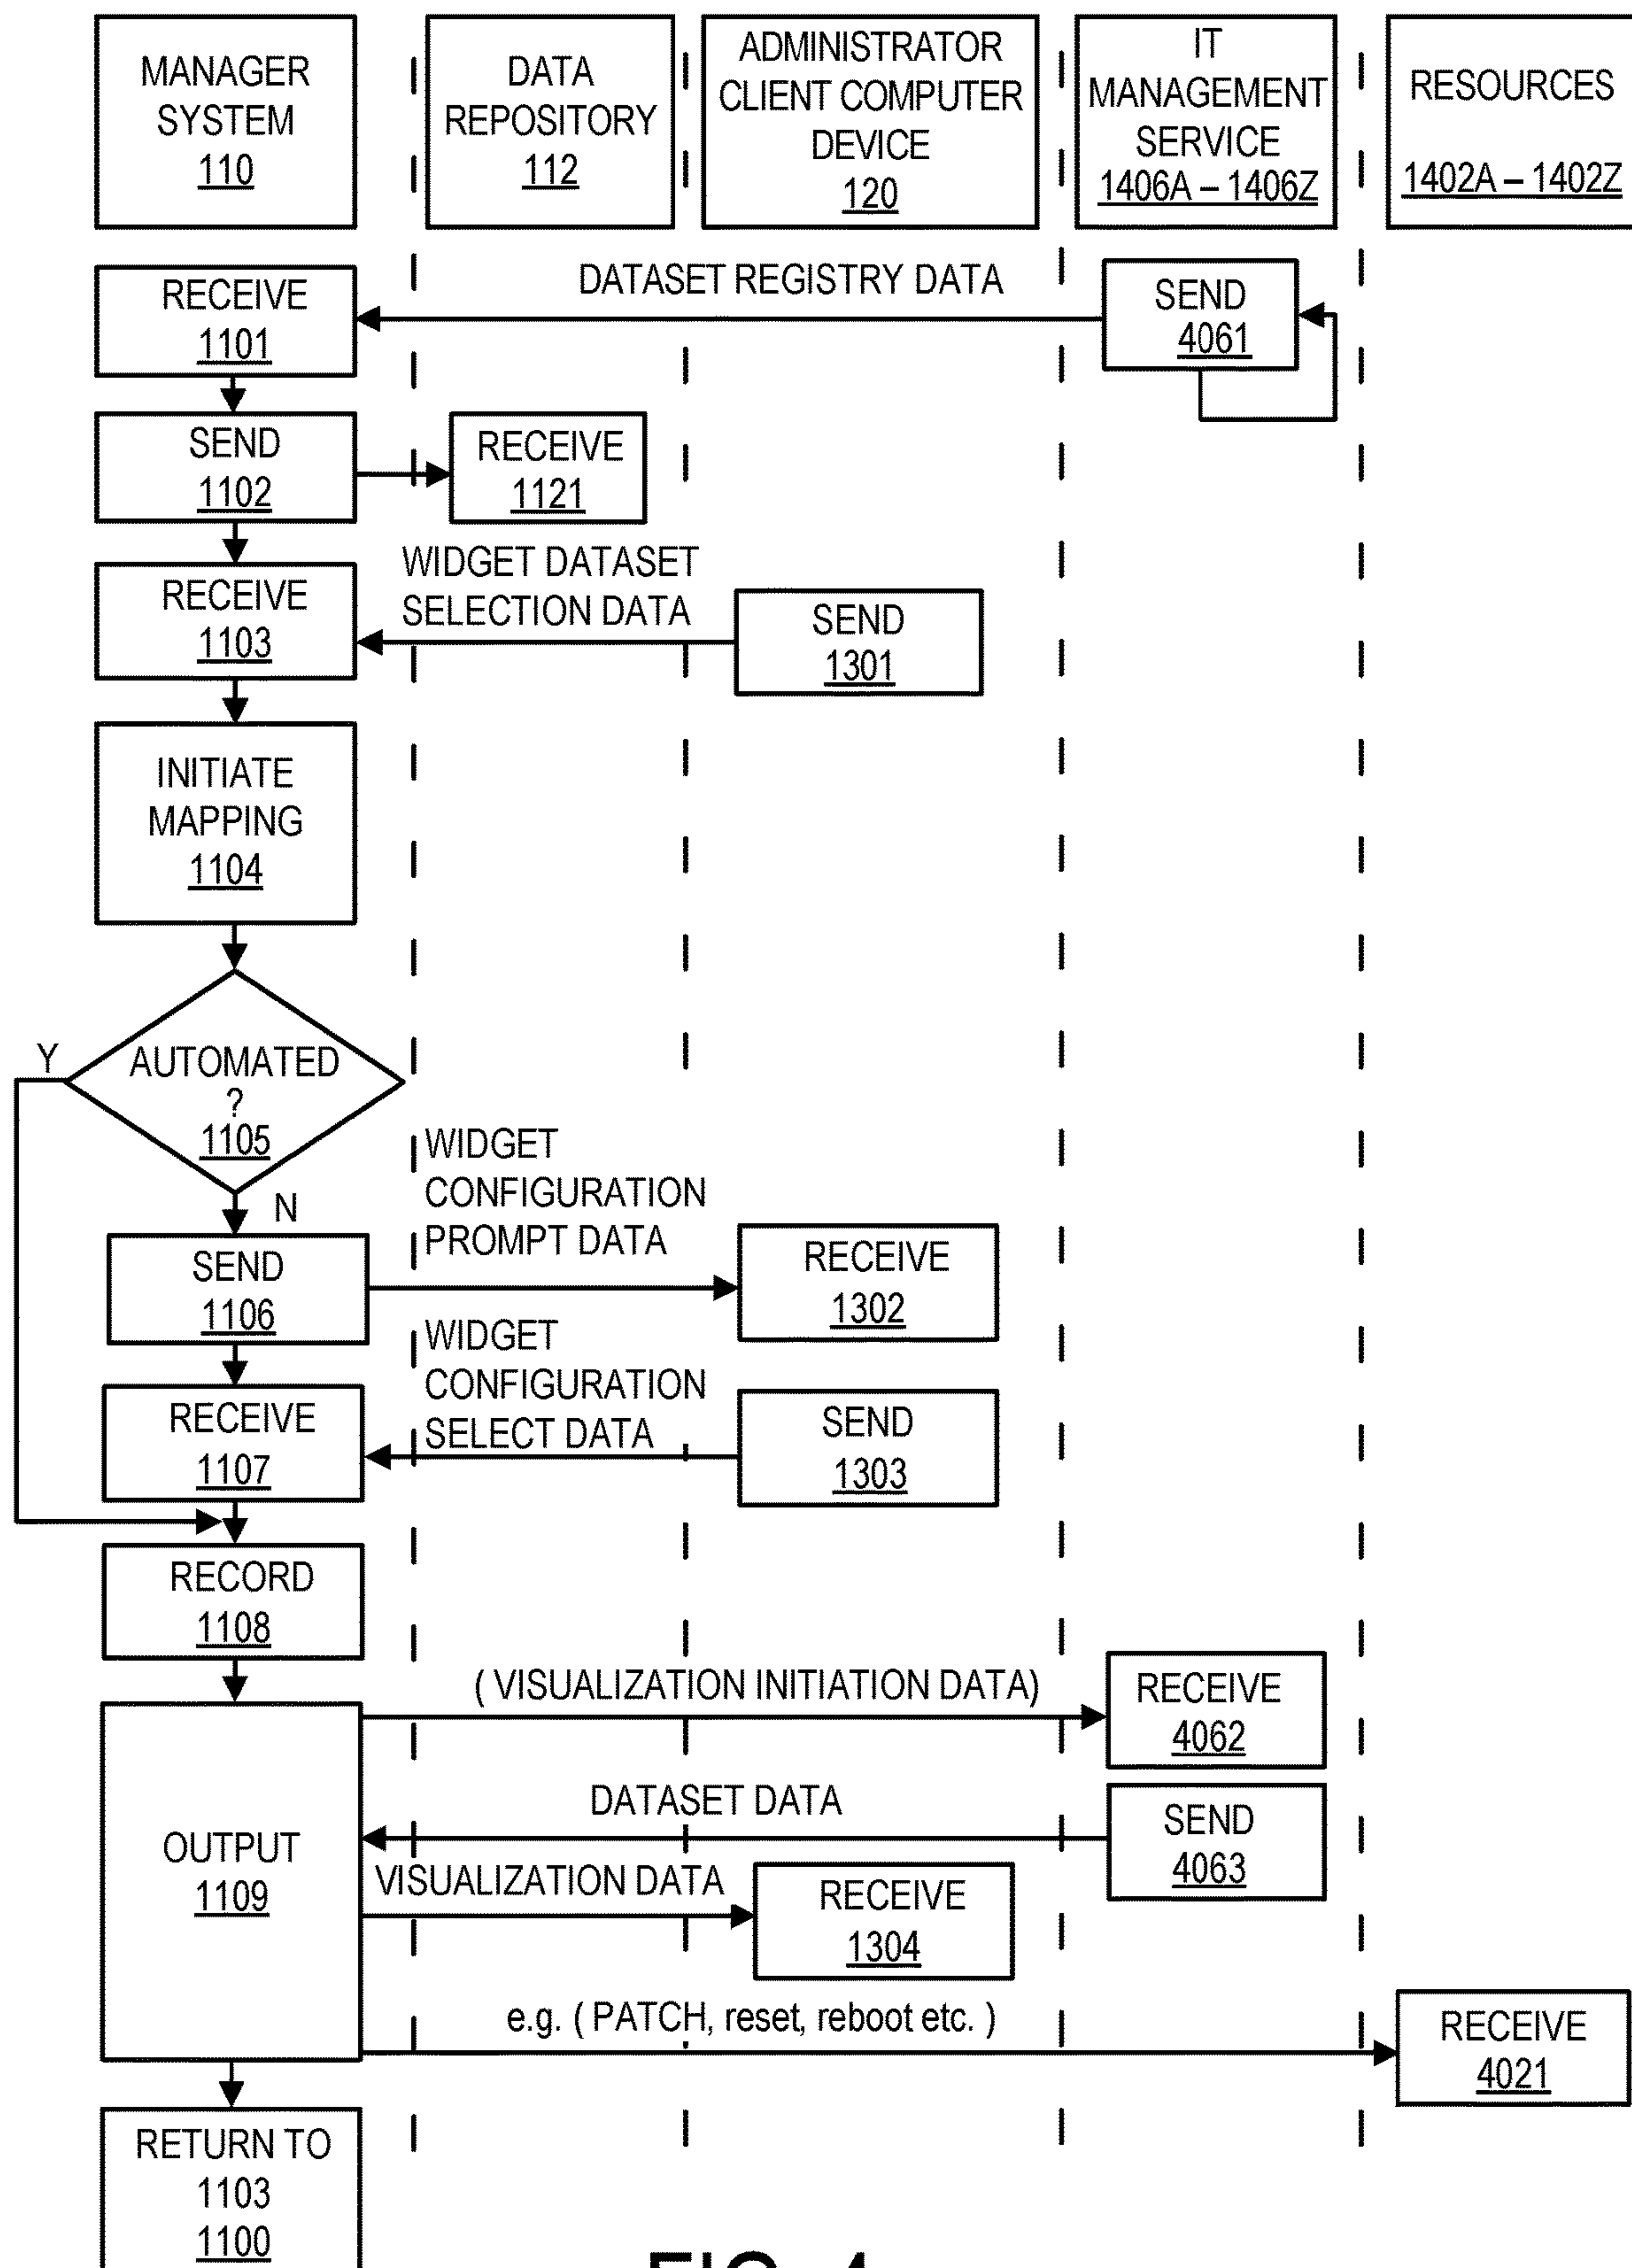 MANAGER
SYSTEM
110
DATA
REPOSITORY
112
ADMINISTRATOR
CLIENT COMPUTER
DEVICE
120
IT
MANAGEMENT
SERVICE
1406A – 1406Z
RESOURCES
1402A – 1402Z
RECEIVE
1101
DATASET REGISTRY DATA
SEND
4061
SEND
1102
RECEIVE
1121
RECEIVE
1103
WIDGET DATASET
SELECTION DATA
SEND
1301
INITIATE
MAPPING
1104
Y
AUTOMATED
?
1105
N
WIDGET
CONFIGURATION
PROMPT DATA
SEND
1106
RECEIVE
1302
WIDGET
CONFIGURATION
SELECT DATA
RECEIVE
1107
SEND
1303
RECORD
1108
( VISUALIZATION INITIATION DATA)
RECEIVE
4062
DATASET DATA
SEND
4063
OUTPUT
1109
VISUALIZATION DATA
RECEIVE
1304
e.g. ( PATCH, reset, reboot etc. )
RECEIVE
4021
RETURN TO
1103
1100